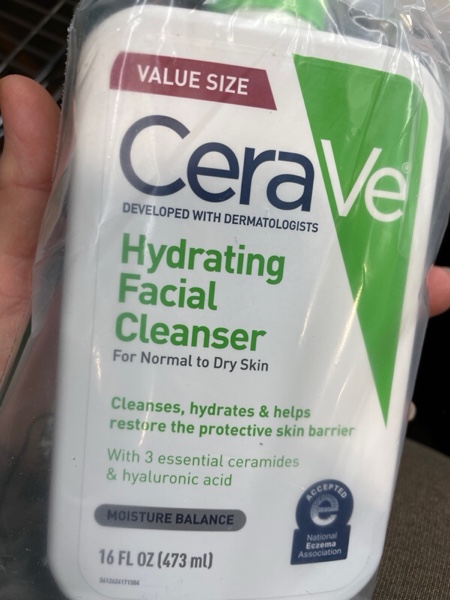 VALUE SIZE
CeraVe®
DEVELOPED WITH DERMATOLOGISTS
Hydrating
Facial
Cleanser
For Normal to Dry Skin
Cleanses, hydrates & helps
restore the protective skin barrier
With 3 essential ceramides
& hyaluronic acid
MOISTURE BALANCE
ACCEPTED
e
National
Eczema
Association
16 FL OZ (473 ml)